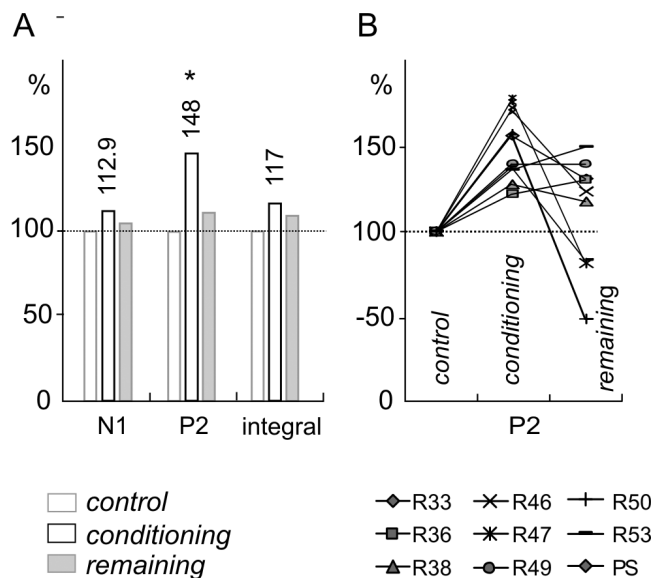 A
B
%
%
*
112.9
148
117
150
150
100
100
50
-50
0
0
control
conditioning
remaining
N1
P2
integral
P2
control
conditioning
remaining
R33
R46
R50
R36
R47
R53
R38
R49
PS